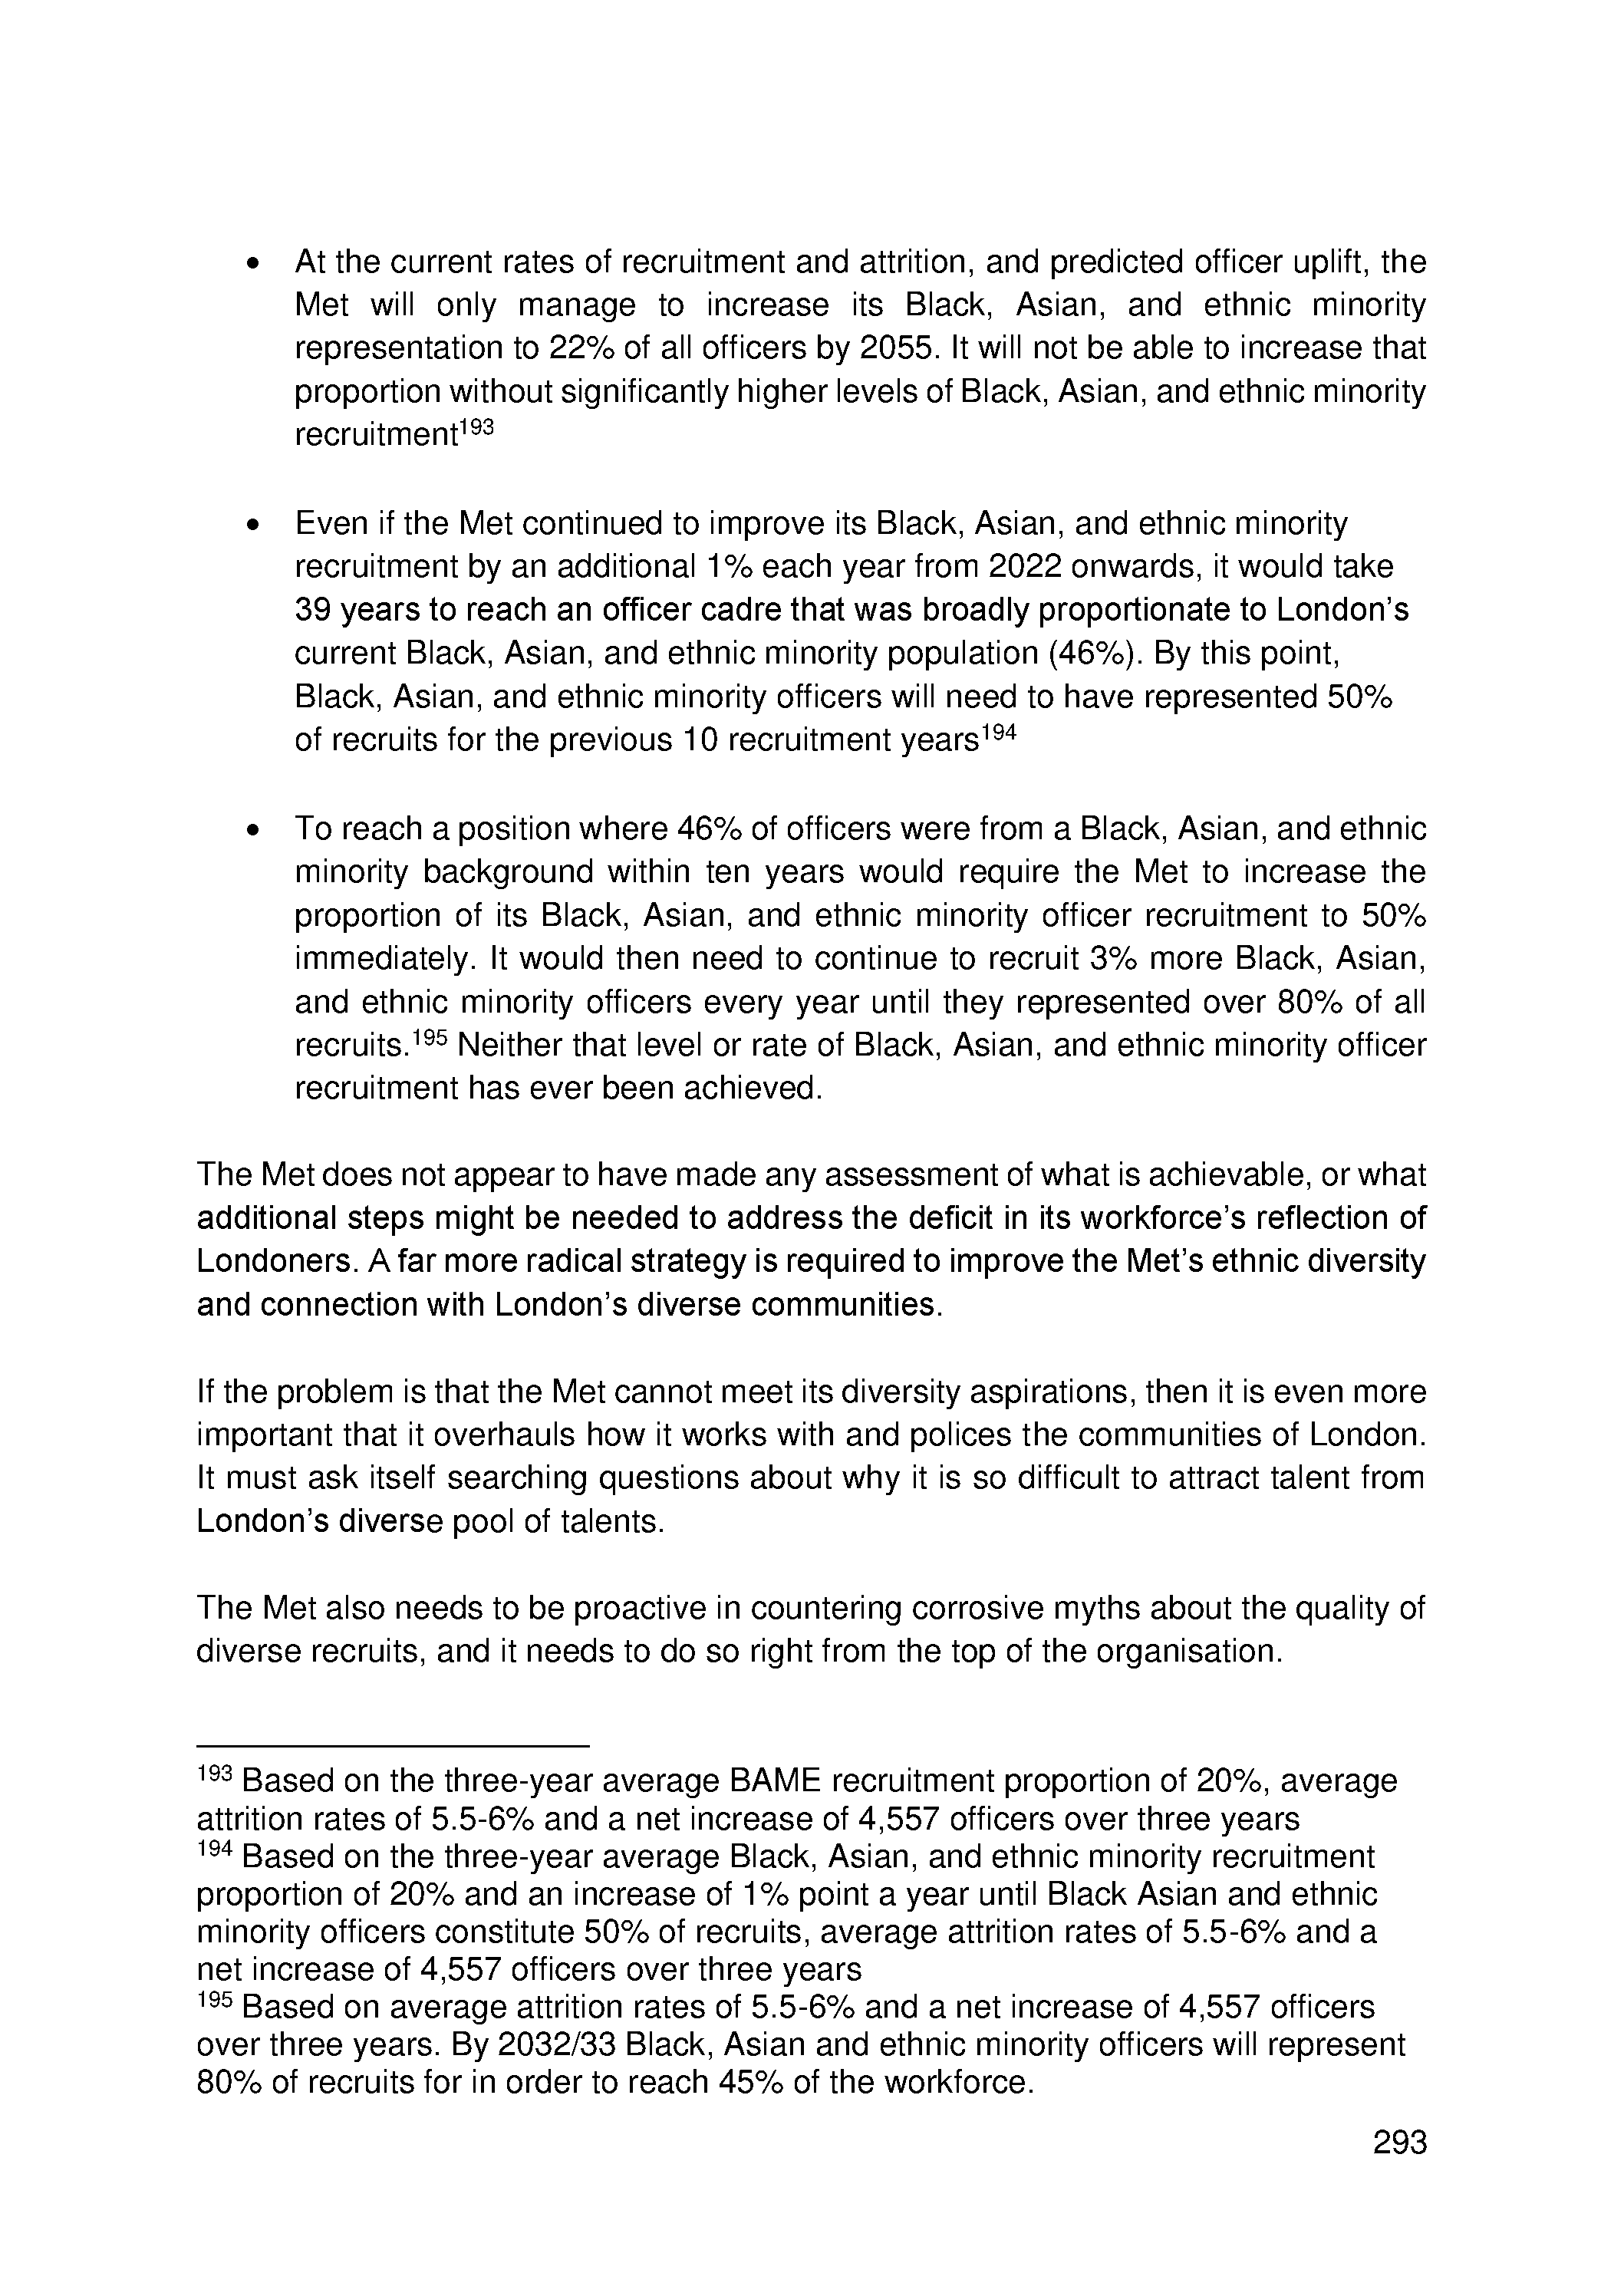 • At the current rates of recruitment and attrition, and predicted officer uplift, the
Met will only manage to increase its Black, Asian, and ethnic minority
representation to 22% of all officers by 2055. It will not be able to increase that
proportion without significantly higher levels of Black, Asian, and ethnic minority
recruitment¹⁹³
• Even if the Met continued to improve its Black, Asian, and ethnic minority
recruitment by an additional 1% each year from 2022 onwards, it would take
39 years to reach an officer cadre that was broadly proportionate to London’s
current Black, Asian, and ethnic minority population (46%). By this point,
Black, Asian, and ethnic minority officers will need to have represented 50%
of recruits for the previous 10 recruitment years¹⁹⁴
• To reach a position where 46% of officers were from a Black, Asian, and ethnic
minority background within ten years would require the Met to increase the
proportion of its Black, Asian, and ethnic minority officer recruitment to 50%
immediately. It would then need to continue to recruit 3% more Black, Asian,
and ethnic minority officers every year until they represented over 80% of all
recruits.¹⁹⁵ Neither that level or rate of Black, Asian, and ethnic minority officer
recruitment has ever been achieved.
The Met does not appear to have made any assessment of what is achievable, or what
additional steps might be needed to address the deficit in its workforce’s reflection of
Londoners. A far more radical strategy is required to improve the Met’s ethnic diversity
and connection with London’s diverse communities.
If the problem is that the Met cannot meet its diversity aspirations, then it is even more
important that it overhauls how it works with and polices the communities of London.
It must ask itself searching questions about why it is so difficult to attract talent from
London’s diverse pool of talents.
The Met also needs to be proactive in countering corrosive myths about the quality of
diverse recruits, and it needs to do so right from the top of the organisation.
¹⁹³ Based on the three-year average BAME recruitment proportion of 20%, average
attrition rates of 5.5-6% and a net increase of 4,557 officers over three years
¹⁹⁴ Based on the three-year average Black, Asian, and ethnic minority recruitment
proportion of 20% and an increase of 1% point a year until Black Asian and ethnic
minority officers constitute 50% of recruits, average attrition rates of 5.5-6% and a
net increase of 4,557 officers over three years
¹⁹⁵ Based on average attrition rates of 5.5-6% and a net increase of 4,557 officers
over three years. By 2032/33 Black, Asian and ethnic minority officers will represent
80% of recruits for in order to reach 45% of the workforce.
293